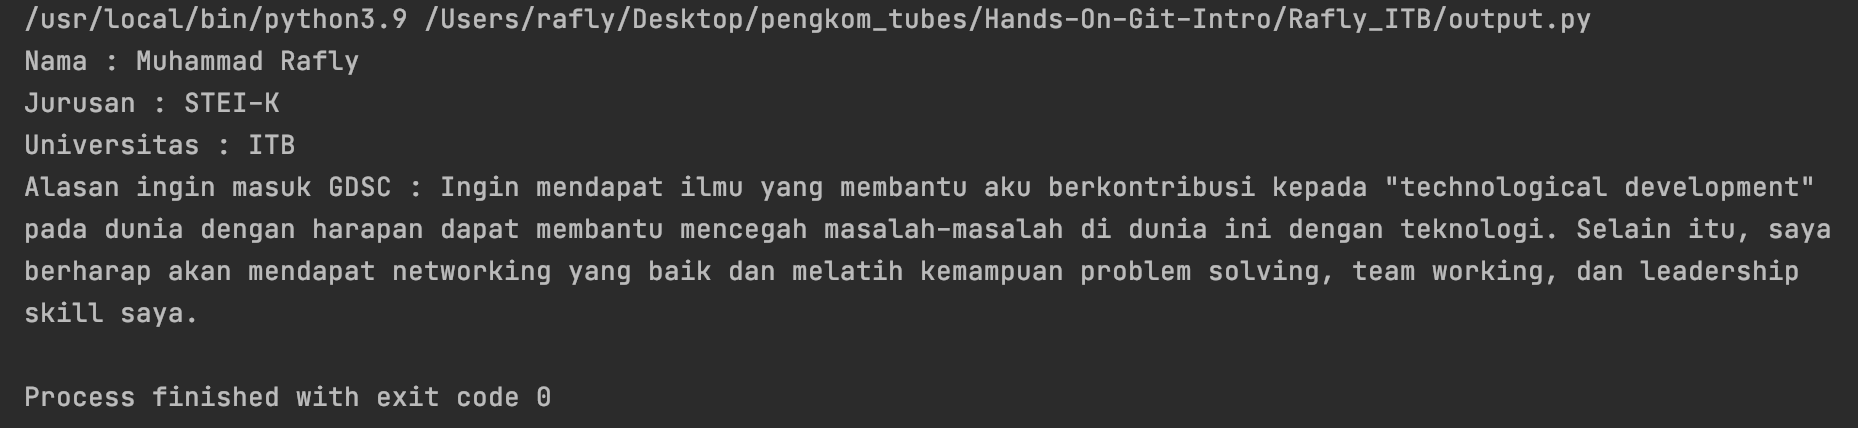 /usr/local/bin/python3.9 /Users/rafly/Desktop/pengkom_tubes/Hands-On-Git-Intro/Rafly_ITB/output.py
Nama : Muhammad Rafly
Jurusan : STEI-K
Universitas : ITB
Alasan ingin masuk GDSC : Ingin mendapat ilmu yang membantu aku berkontribusi kepada "technological development"
pada dunia dengan harapan dapat membantu mencegah masalah-masalah di dunia ini dengan teknologi. Selain itu, saya
berharap akan mendapat networking yang baik dan melatih kemampuan problem solving, team working, dan leadership
skill saya.
Process finished with exit code 0